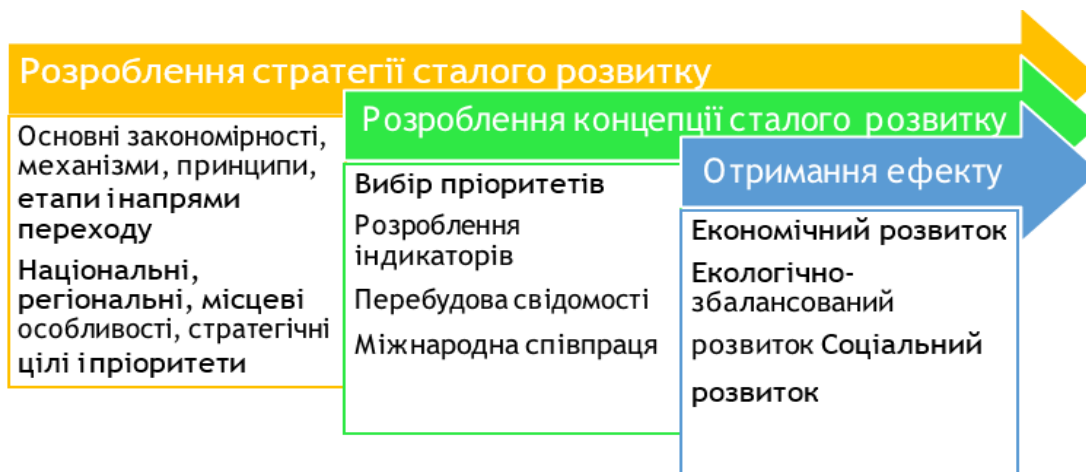 Розроблення стратегії сталого розвитку
Основні закономірності,
механізми, принципи,
етапи і напрями
переходу
Національні,
регіональні, місцеві
особливості, стратегічні
цілі і пріоритети
Розроблення концепції сталого розвитку
Вибір пріоритетів
Розроблення
індикаторів
Перебудова свідомості
Міжнародна співпраця
Отримання ефекту
Економічний розвиток
Екологічно-
збалансований
розвиток Соціальний
розвиток